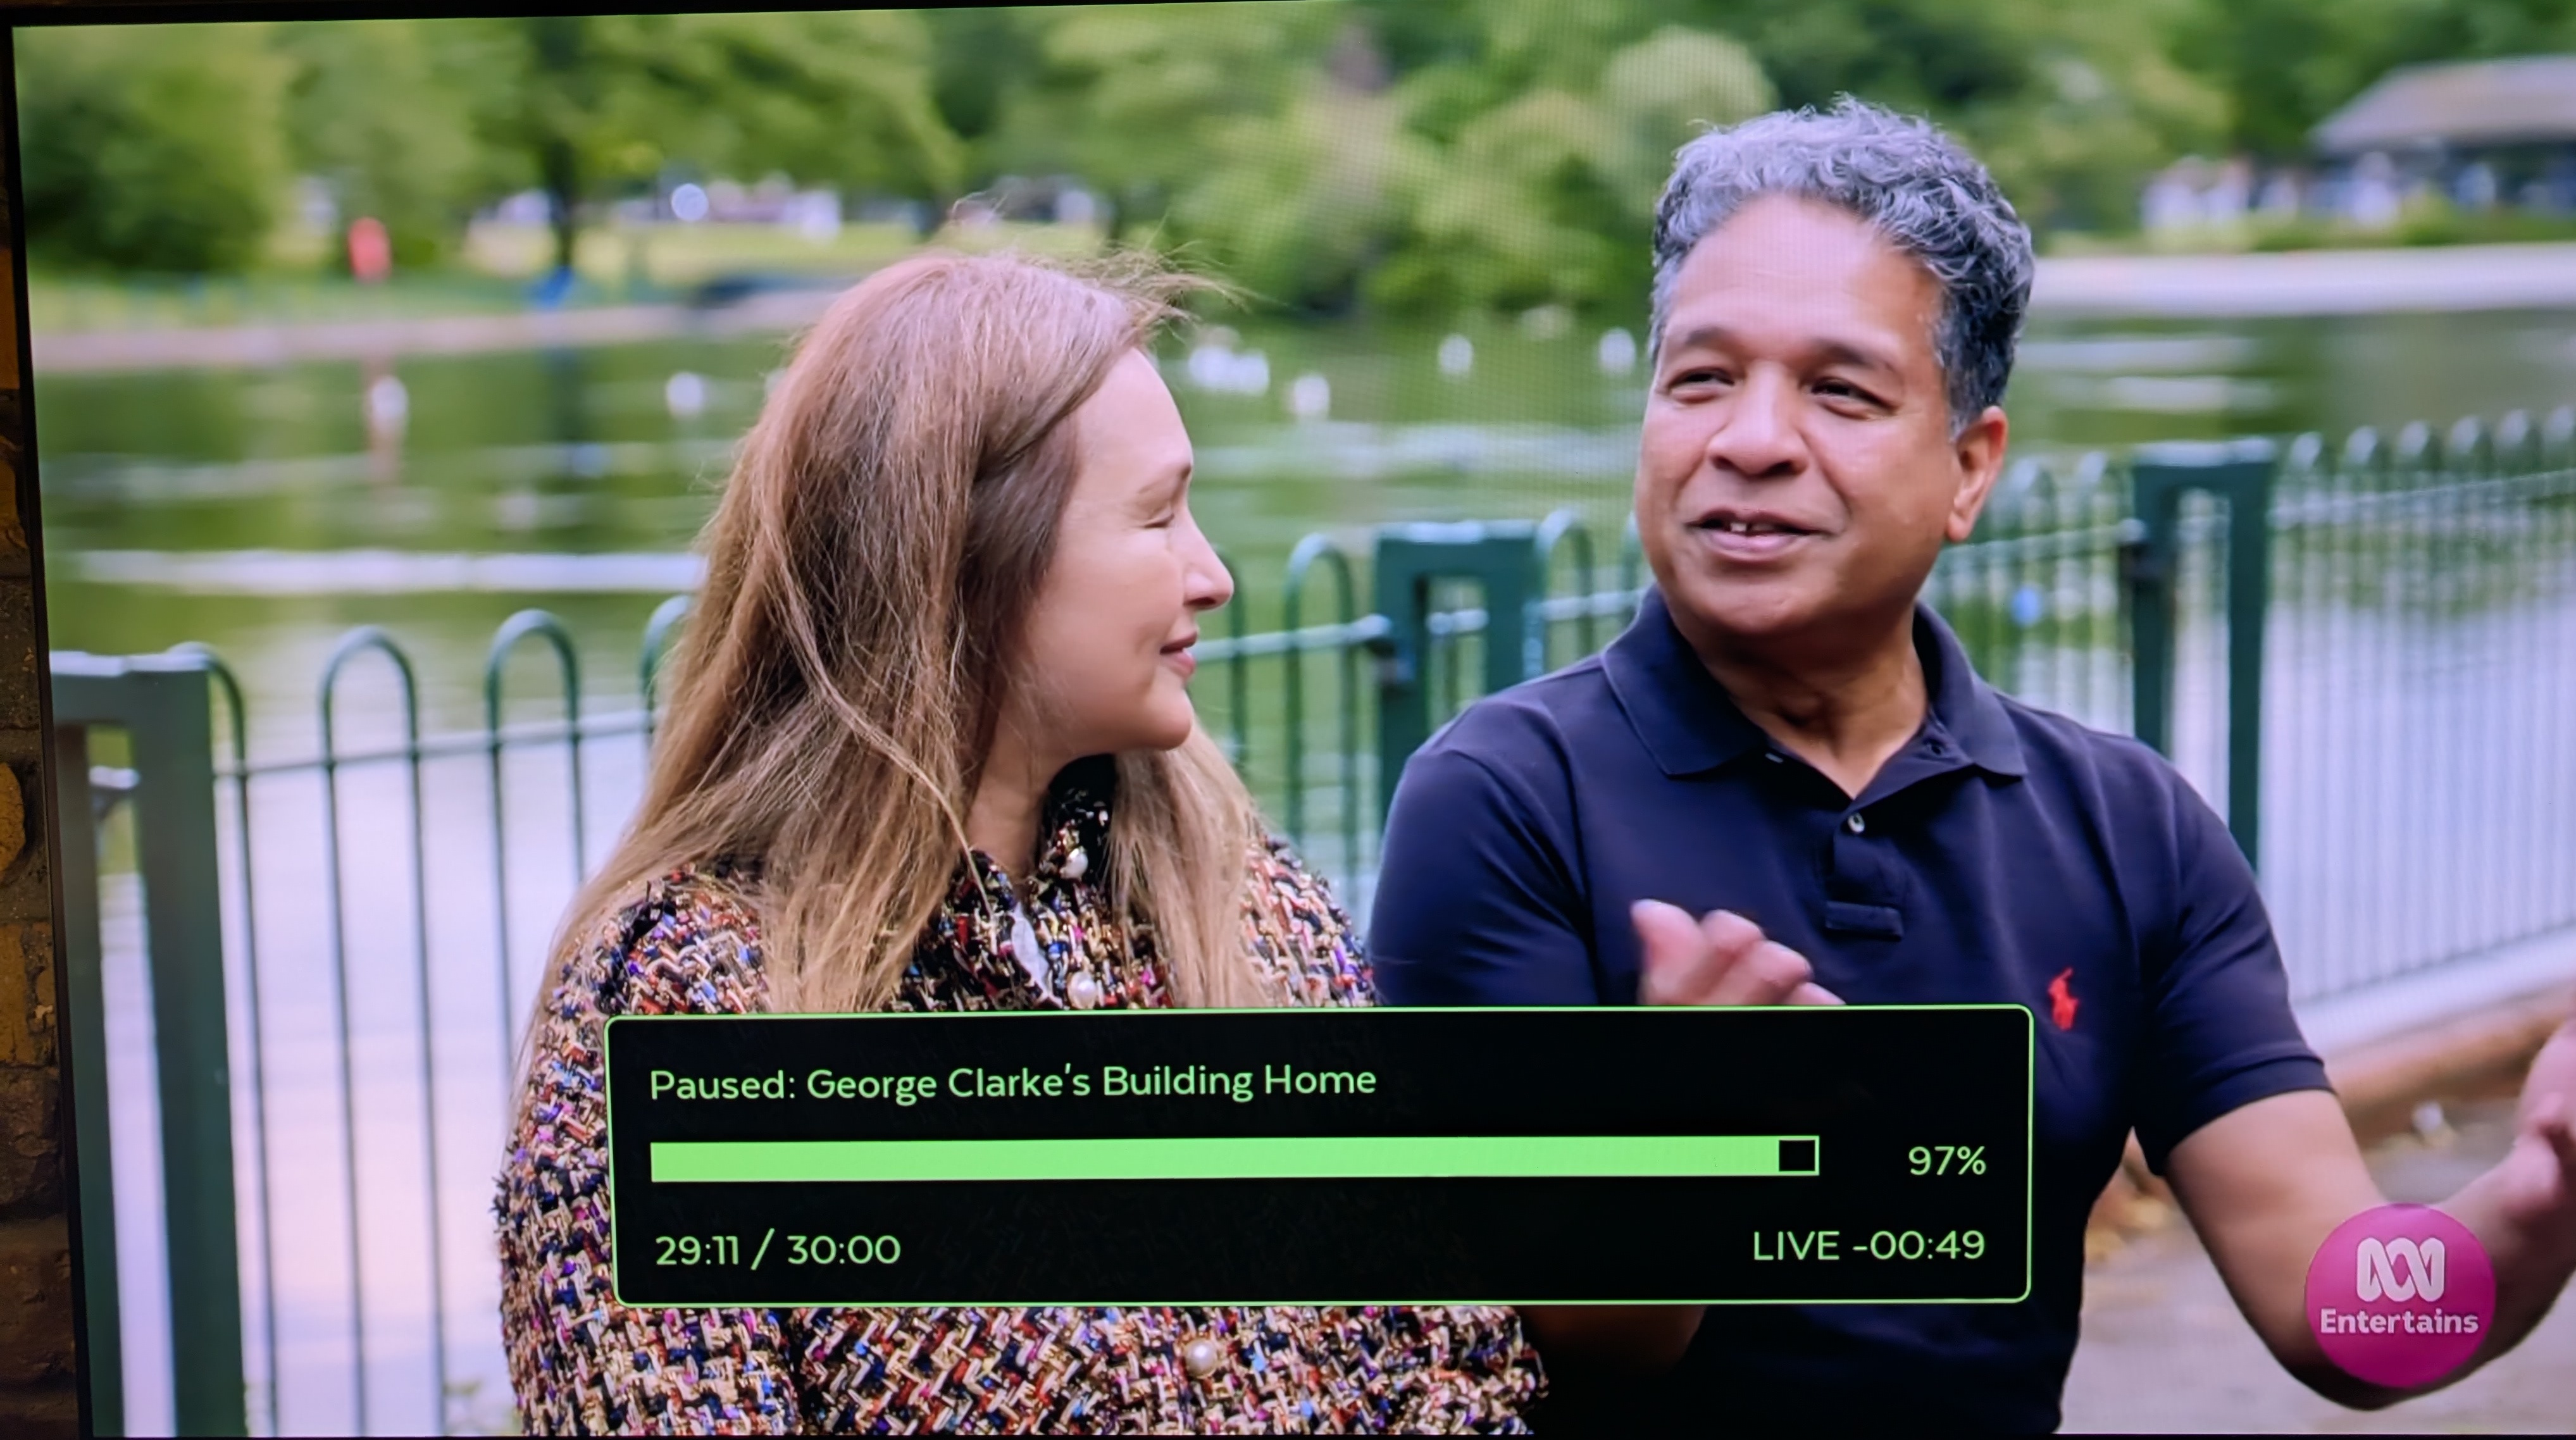 Paused: George Clarke's Building Home
97%
29:11 / 30:00
LIVE -00:49
Entertains